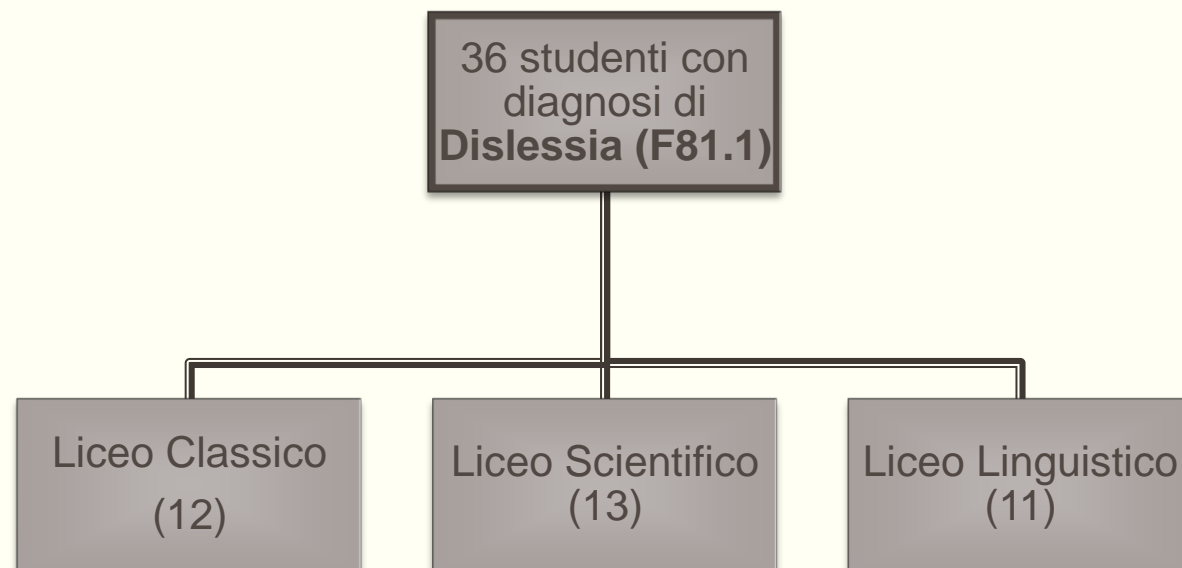 36 studenti con
diagnosi di
Dislessia (F81.1)
Liceo Classico
(12)
Liceo Scientifico
(13)
Liceo Linguistico
(11)